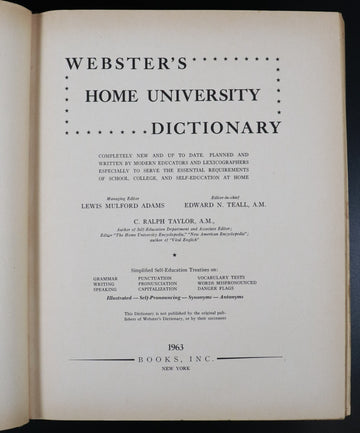 WEBSTER'S
HOME UNIVERSITY
DICTIONARY
COMPLETELY NEW AND UP TO DATE. PLANNED AND
WRITTEN BY MODERN EDUCATORS AND LEXICOGRAPHERS
ESPECIALLY TO SERVE THE ESSENTIAL REQUIREMENTS
OF SCHOOL, COLLEGE, AND SELF-EDUCATION AT HOME
Managing Editor
LEWIS MULFORD ADAMS
Editor-in-chief
EDWARD N. TEALL, A.M.
C. RALPH TAYLOR, A.M.,
Author of Self Education Department and Associate Editor;
Editor "The Home University Encyclopedia," "New American Encyclopedia";
author of "Vital English"
Simplified Self-Education Treatises on:
GRAMMAR PUNCTUATION VOCABULARY TESTS
WRITING PRONUNCIATION WORDS MISPRONOUNCED
SPEAKING CAPITALIZATION DANGER FLAGS
Illustrated — Self-Pronouncing — Synonyms — Antonyms
This Dictionary is not published by the original pub-
lishers of Webster's Dictionary, or by their successors
1963
BOOKS, INC.
NEW YORK